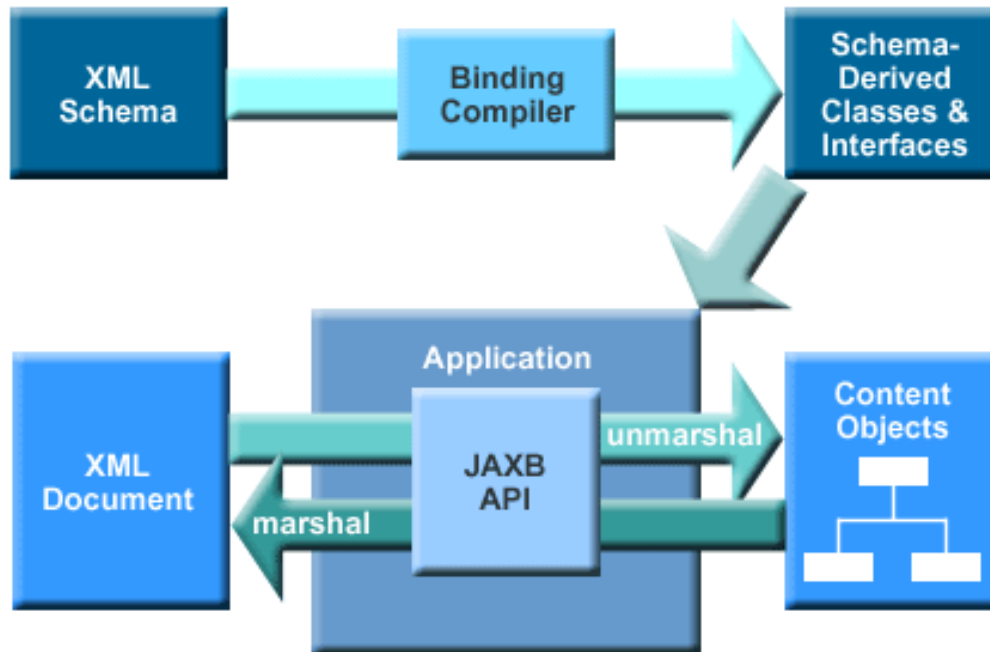 XML
Schema
Binding
Compiler
Schema-
Derived
Classes &
Interfaces
Application
XML
Document
JAXB
API
unmarshal
marshal
Content
Objects